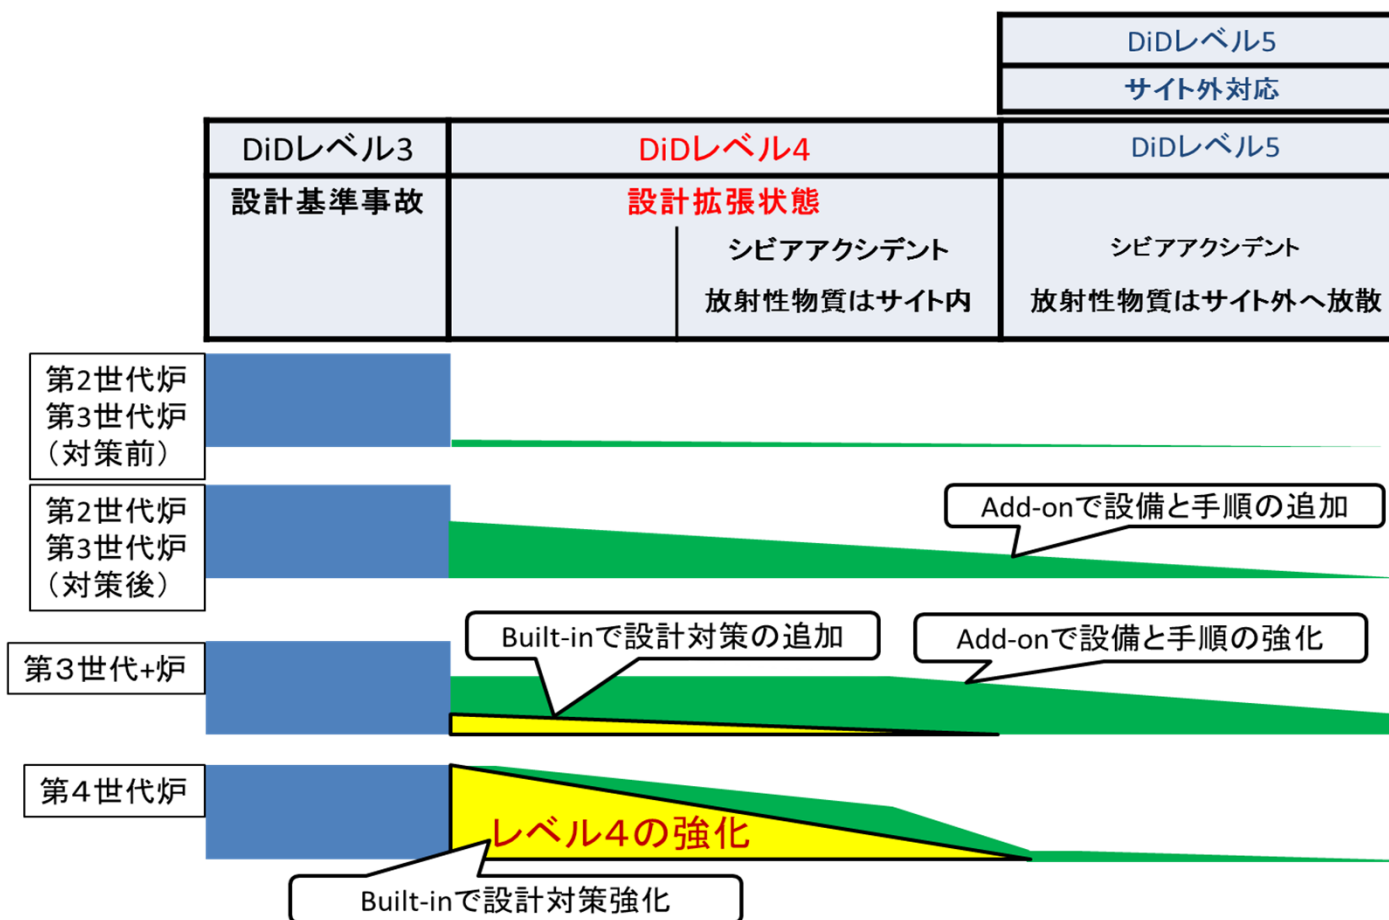 DiDレベル5
サイト外対応
DiDレベル3
DiDレベル4
DiDレベル5
設計基準事故
設計拡張状態
シビアアクシデント
放射性物質はサイト内
シビアアクシデント
放射性物質はサイト外へ放散
第2世代炉
第3世代炉
（対策前）
第2世代炉
第3世代炉
（対策後）
Add-onで設備と手順の追加
第３世代+炉
Built-inで設計対策の追加
Add-onで設備と手順の強化
第４世代炉
レベル４の強化
Built-inで設計対策強化